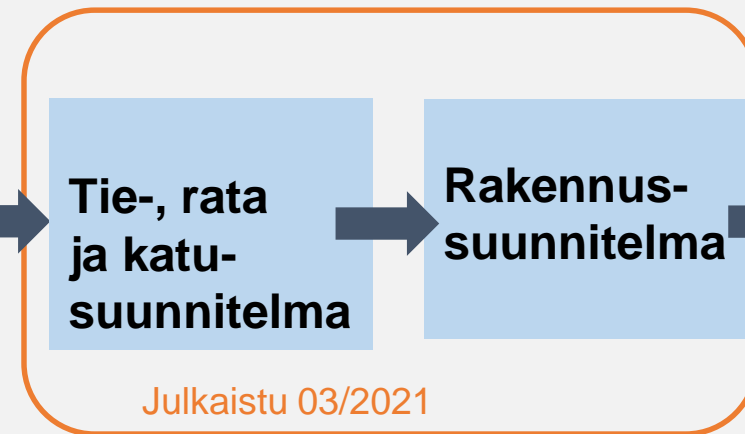 Tie-, rata
ja katu-
suunnitelma
Rakennus-
suunnitelma
Julkaistu 03/2021